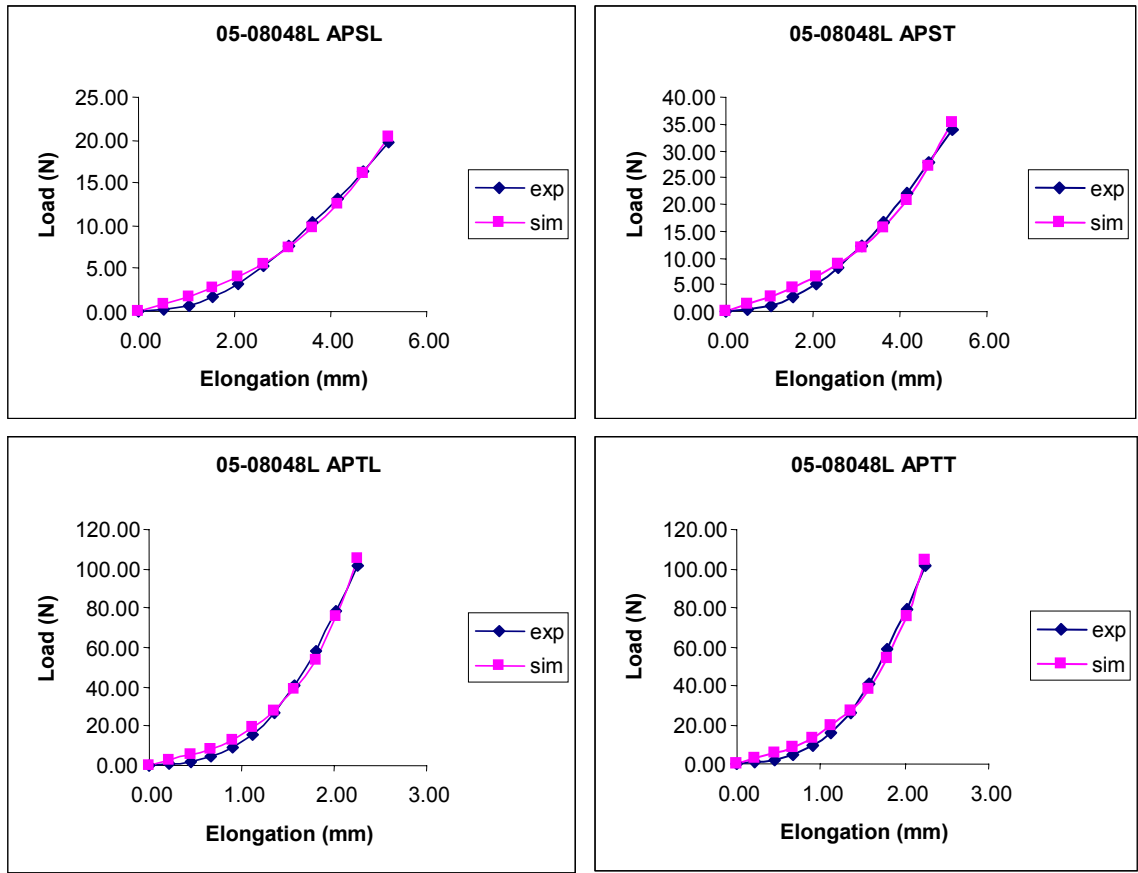 05-08048L APSL
25.00
20.00
15.00
10.00
5.00
0.00
0.00 2.00 4.00 6.00
Load (N)
Elongation (mm)
exp
sim
05-08048L APST
40.00
35.00
30.00
25.00
20.00
15.00
10.00
5.00
0.00
0.00 2.00 4.00 6.00
Load (N)
Elongation (mm)
exp
sim
05-08048L APTL
120.00
100.00
80.00
60.00
40.00
20.00
0.00
0.00 1.00 2.00 3.00
Load (N)
Elongation (mm)
exp
sim
05-08048L APTT
120.00
100.00
80.00
60.00
40.00
20.00
0.00
0.00 1.00 2.00 3.00
Load (N)
Elongation (mm)
exp
sim